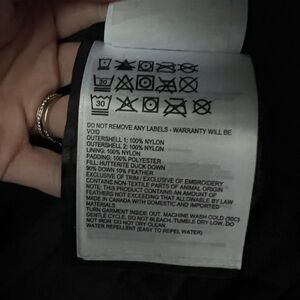 30
30
DO NOT REMOVE ANY LABELS - WARRANTY WILL BE
VOID
OUTERSHELL 1: 100% NYLON
OUTERSHELL 2: 100% NYLON
LINING: 100% NYLON
PADDING: 100% POLYESTER
FILL: HUTTERITE DUCK DOWN
90% DOWN 10% FEATHER
EXCLUSIVE OF TRIM / EXCLUSIVE OF EMBROIDERY
CONTAINS NON-TEXTILE PARTS OF ANIMAL ORIGIN
NOTE: THIS PRODUCT CONTAINS AN AMOUNT OF
FEATHERS NOT EXCEEDING THAT ALLOWABLE BY LAW
MADE IN CANADA WITH DOMESTIC AND IMPORTED
MATERIALS
TURN GARMENT INSIDE OUT. MACHINE WASH COLD (30C)
GENTLE CYCLE. DO NOT BLEACH. TUMBLE DRY LOW. DO
NOT IRON. DO NOT DRY CLEAN.
WATER REPELLENT (EASY TO REPEL WATER)